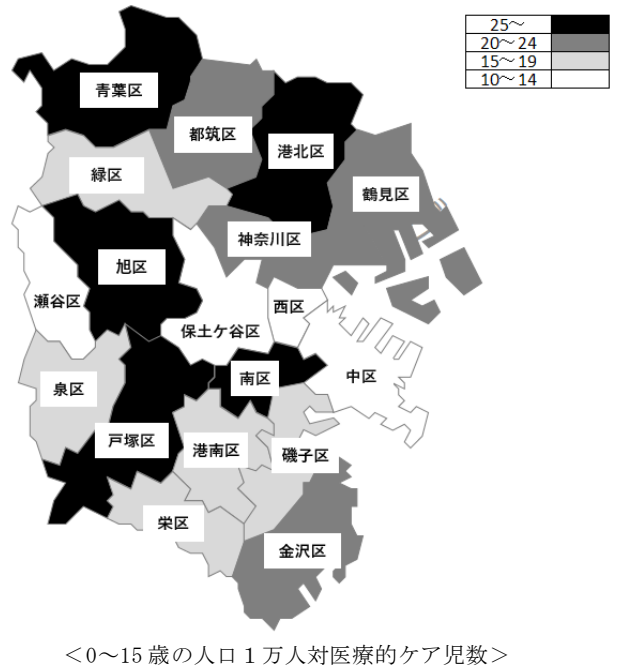 25～
20～24
15～19
10～14
青葉区
都筑区
港北区
緑区
鶴見区
神奈川区
旭区
瀬谷区
西区
保土ケ谷区
中区
南区
泉区
戸塚区
港南区
磯子区
栄区
金沢区
＜0～15 歳の人口１万人対医療的ケア児数＞